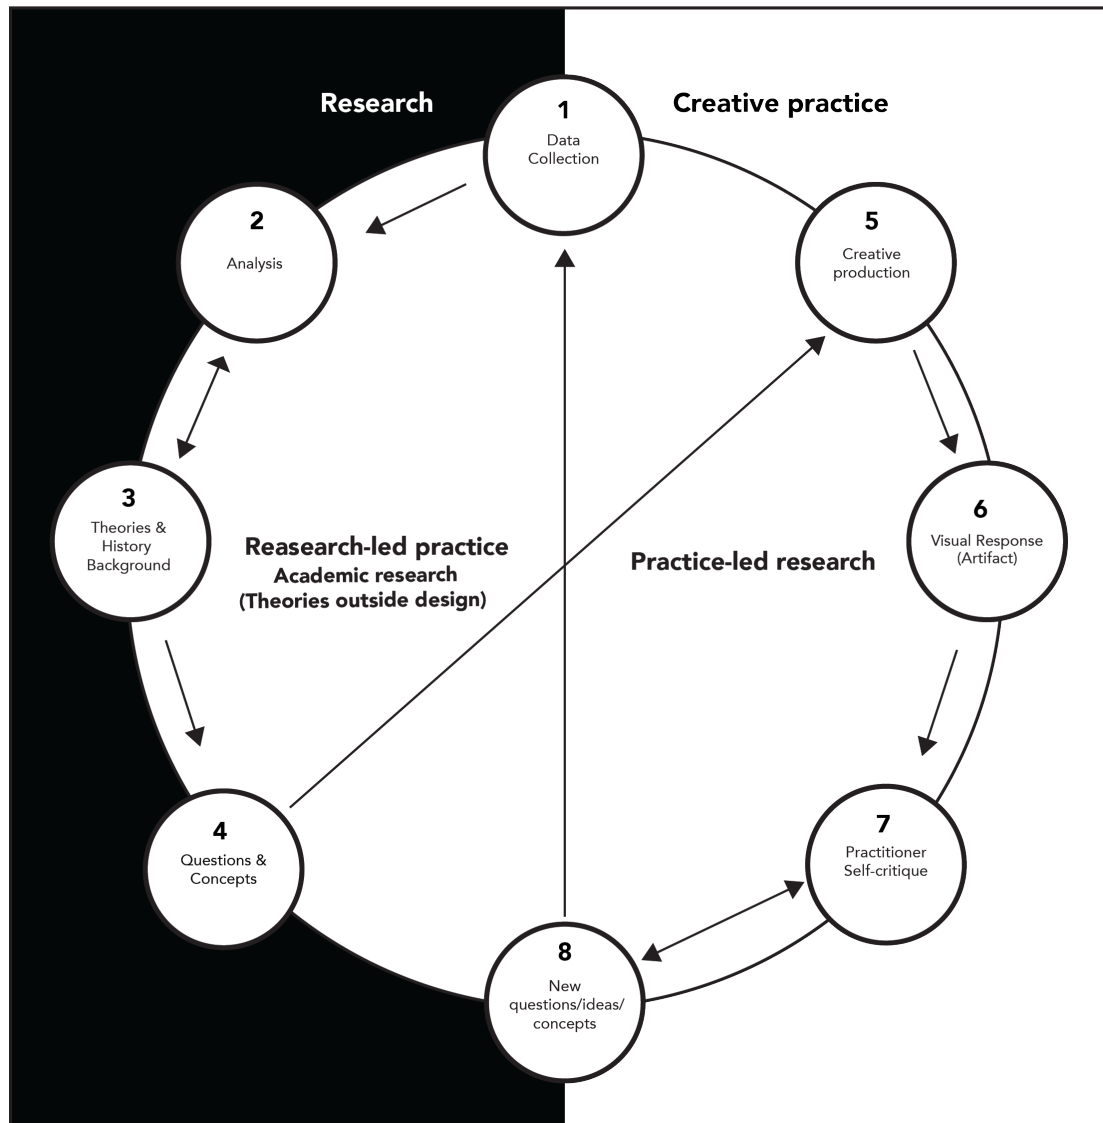 Research
Creative practice
1
Data
Collection
2
Analysis
5
Creative
production
3
Theories &
History
Background
6
Visual Response
(Artifact)
Reasearch-led practice
Academic research
(Theories outside design)
Practice-led research
4
Questions &
Concepts
7
Practitioner
Self-critique
8
New
questions/ideas/
concepts